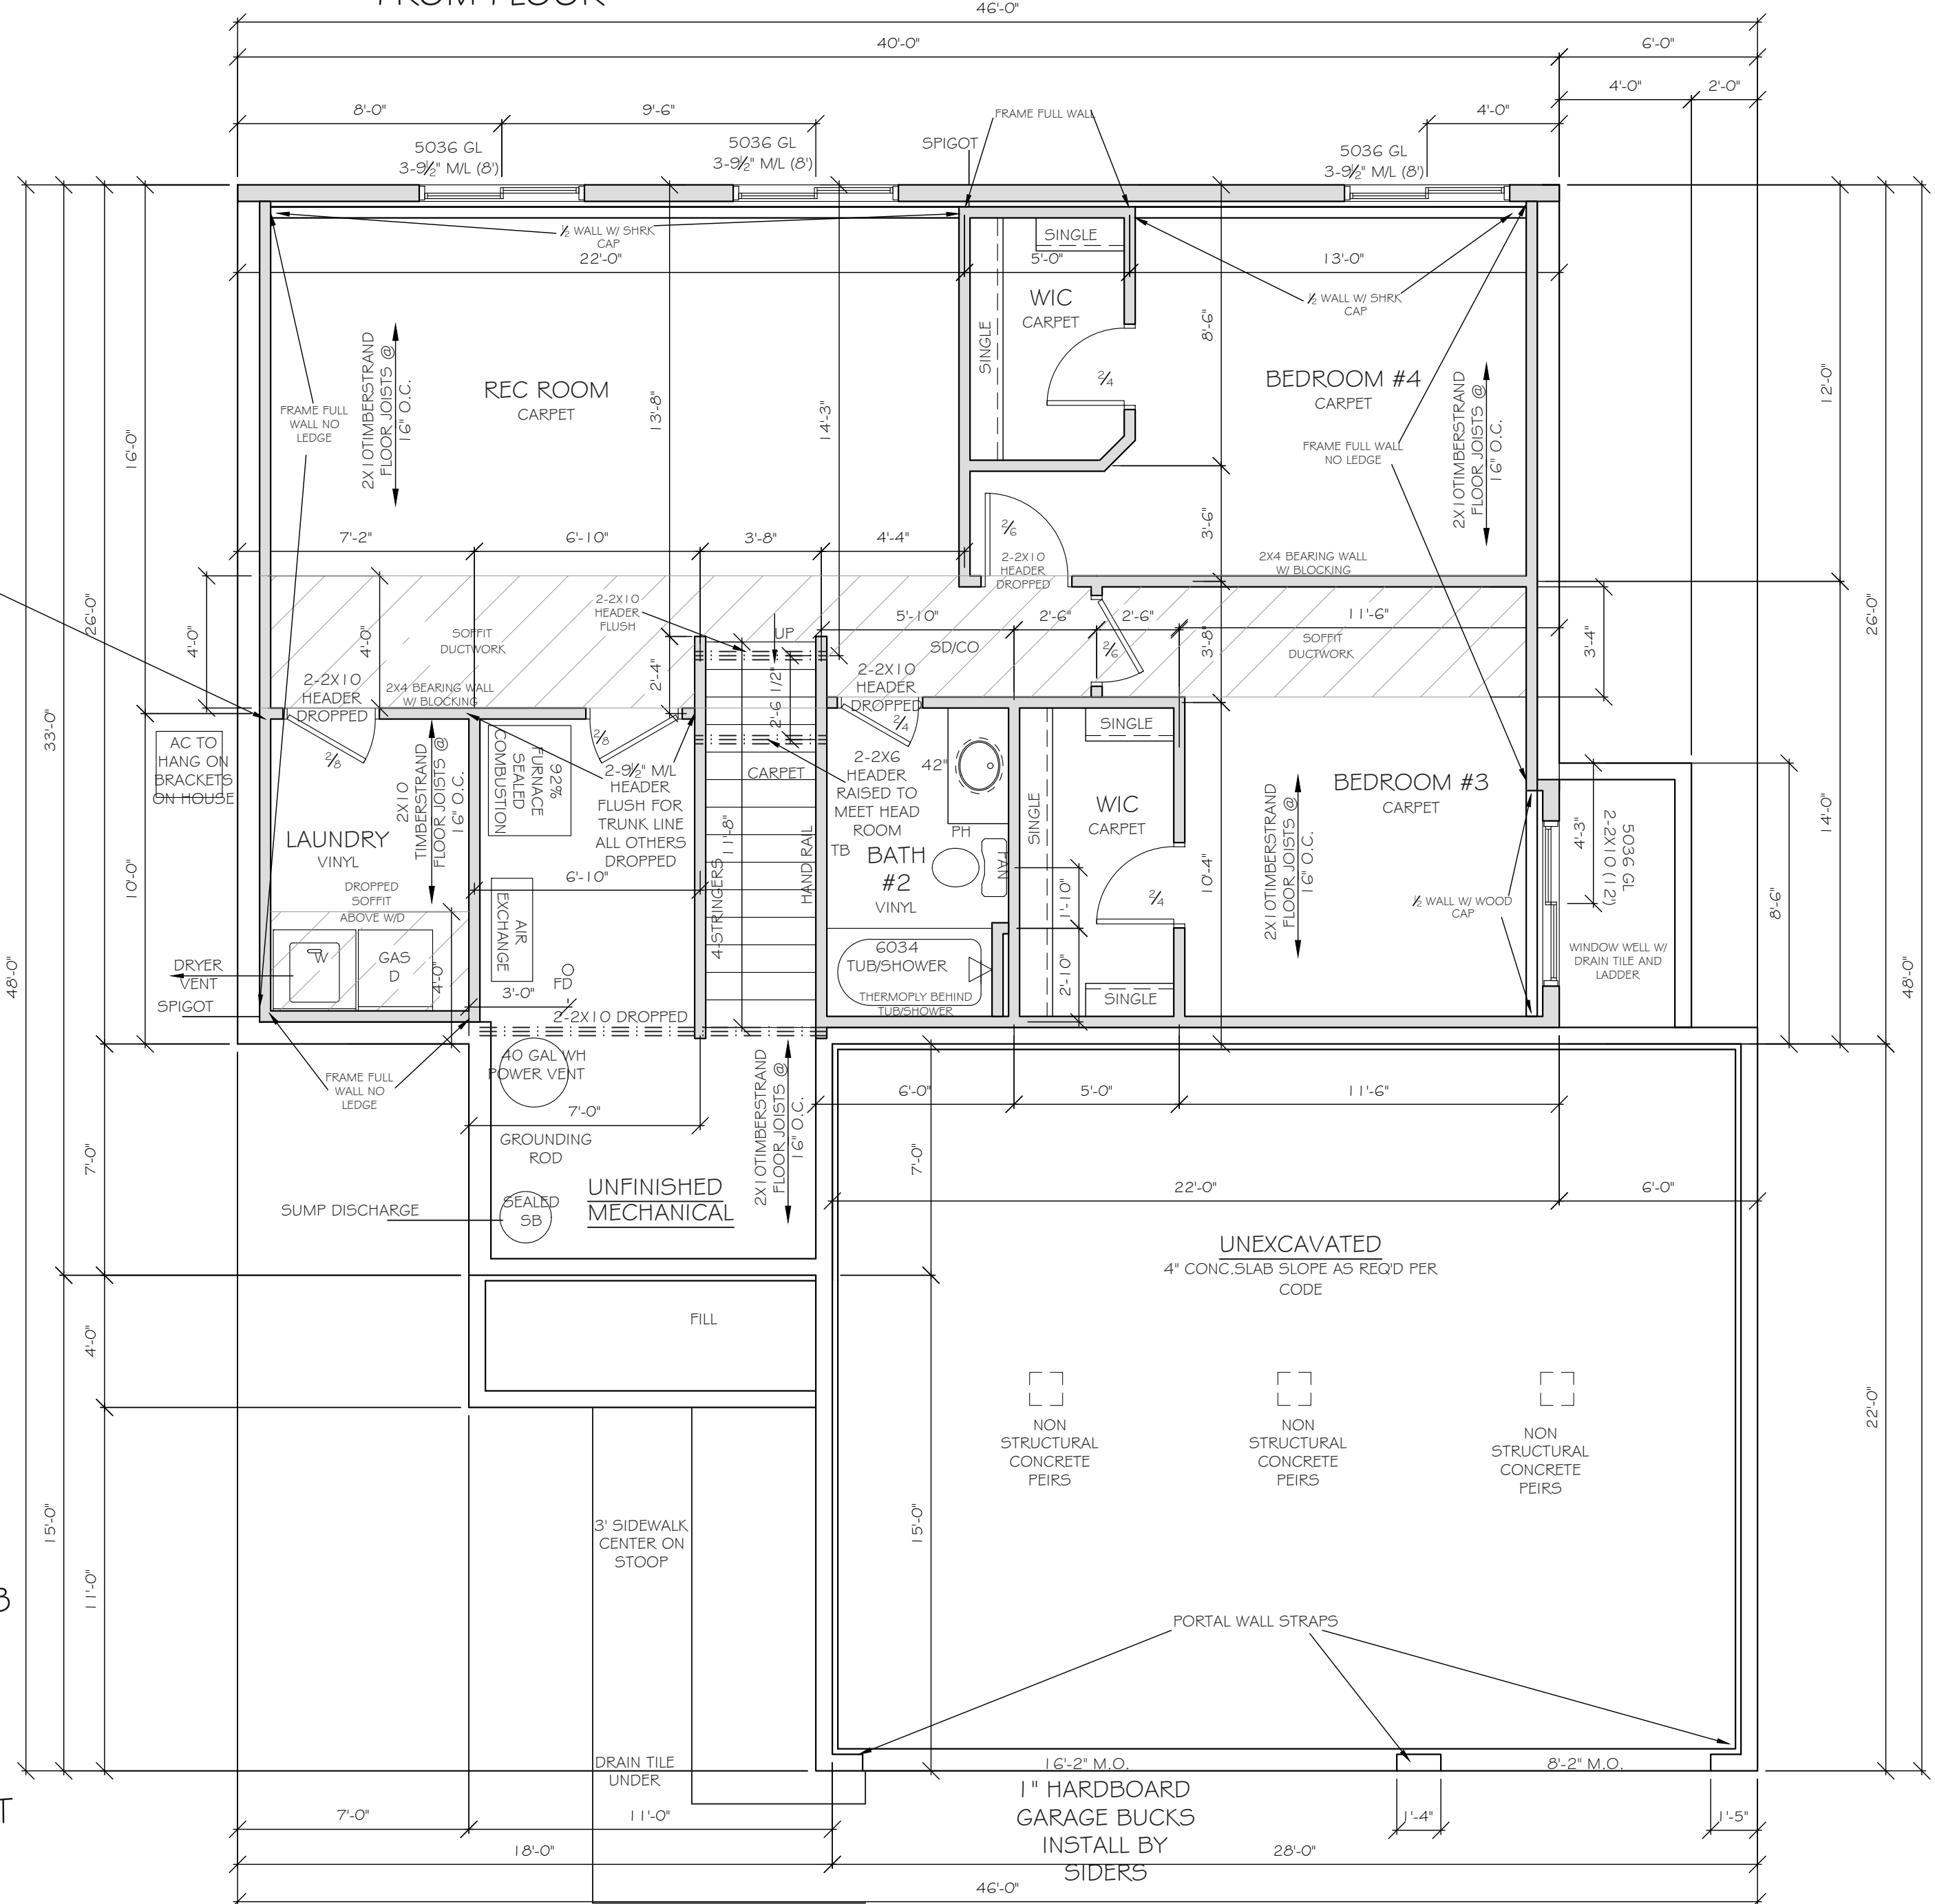 FROM FLOOR
46'-0"
40'-0"
6'-0"
8'-0"
9'-6"
4'-0"
4'-0"
2'-0"
FRAME FULL WALL
SPIGOT
5036 GL
3-9½" M/L (8')
5036 GL
3-9½" M/L (8')
5036 GL
3-9½" M/L (8')
½ WALL W/ SHRK
CAP
22'-0"
5'-0"
13'-0"
SINGLE
WIC
CARPET
SINGLE
2/4
½ WALL W/ SHRK
CAP
8'-6"
12'-0"
REC ROOM
CARPET
BEDROOM #4
CARPET
2X10TIMBERSTRAND
FLOOR JOISTS @
16" O.C.
FRAME FULL
WALL NO
LEDGE
13'-8"
14'-3"
FRAME FULL WALL
NO LEDGE
2X10TIMBERSTRAND
FLOOR JOISTS @
16" O.C.
16'-0"
26'-0"
33'-0"
48'-0"
7'-2"
6'-10"
3'-8"
4'-4"
2/6
2-2X10
HEADER
DROPPED
3'-6"
2X4 BEARING WALL
W/ BLOCKING
4'-0"
4'-0"
SOFFIT
DUCTWORK
2-2X10
HEADER
FLUSH
UP
5'-10"
2'-6"
2'-6"
11'-6"
SD/CO
2/6
3'-8"
SOFFIT
DUCTWORK
3'-4"
26'-0"
2-2X10
HEADER
DROPPED
2X4 BEARING WALL
W/ BLOCKING
2'-4"
2'-6 1/2"
2-2X10
HEADER
DROPPED
2/4
AC TO
HANG ON
BRACKETS
ON HOUSE
2/8
2X10
TIMBERSTRAND
FLOOR JOISTS @
16" O.C.
92%
FURNACE
SEALED
COMBUSTION
2/8
2-9½" M/L
HEADER
FLUSH FOR
TRUNK LINE
ALL OTHERS
DROPPED
CARPET
11'-8"
4-STRINGERS
HAND RAIL
2-2X6
HEADER
RAISED TO
MEET HEAD
ROOM
42"
PH
TB
BATH
#2
VINYL
FAN
SINGLE
SINGLE
WIC
CARPET
1'-10"
2/4
2'-10"
SINGLE
10'-4"
2X10TIMBERSTRAND
FLOOR JOISTS @
16" O.C.
BEDROOM #3
CARPET
½ WALL W/ WOOD
CAP
4'-3"
5036 GL
2-2X10 (12')
WINDOW WELL W/
DRAIN TILE AND
LADDER
8'-6"
14'-0"
48'-0"
10'-0"
LAUNDRY
VINYL
DROPPED
SOFFIT
ABOVE W/D
W
GAS
D
4'-0"
DRYER
VENT
SPIGOT
6'-10"
AIR
EXCHANGE
FD
3'-0"
2-2X10 DROPPED
6034
TUB/SHOWER
THERMOPLY BEHIND
TUB/SHOWER
FRAME FULL
WALL NO
LEDGE
40 GAL WH
POWER VENT
7'-0"
GROUNDING
ROD
2X10TIMBERSTRAND
FLOOR JOISTS @
16" O.C.
6'-0"
5'-0"
11'-6"
7'-0"
7'-0"
UNFINISHED
MECHANICAL
SUMP DISCHARGE
SEALED
SB
22'-0"
6'-0"
UNEXCAVATED
4" CONC.SLAB SLOPE AS REQ'D PER
CODE
FILL
4'-0"
22'-0"
NON
STRUCTURAL
CONCRETE
PEIRS
NON
STRUCTURAL
CONCRETE
PEIRS
NON
STRUCTURAL
CONCRETE
PEIRS
15'-0"
11'-0"
15'-0"
3' SIDEWALK
CENTER ON
STOOP
B
PORTAL WALL STRAPS
DRAIN TILE
UNDER
16'-2" M.O.
8'-2" M.O.
1" HARDBOARD
GARAGE BUCKS
INSTALL BY
SIDERS
T
7'-0"
11'-0"
1'-4"
1'-5"
18'-0"
28'-0"
46'-0"